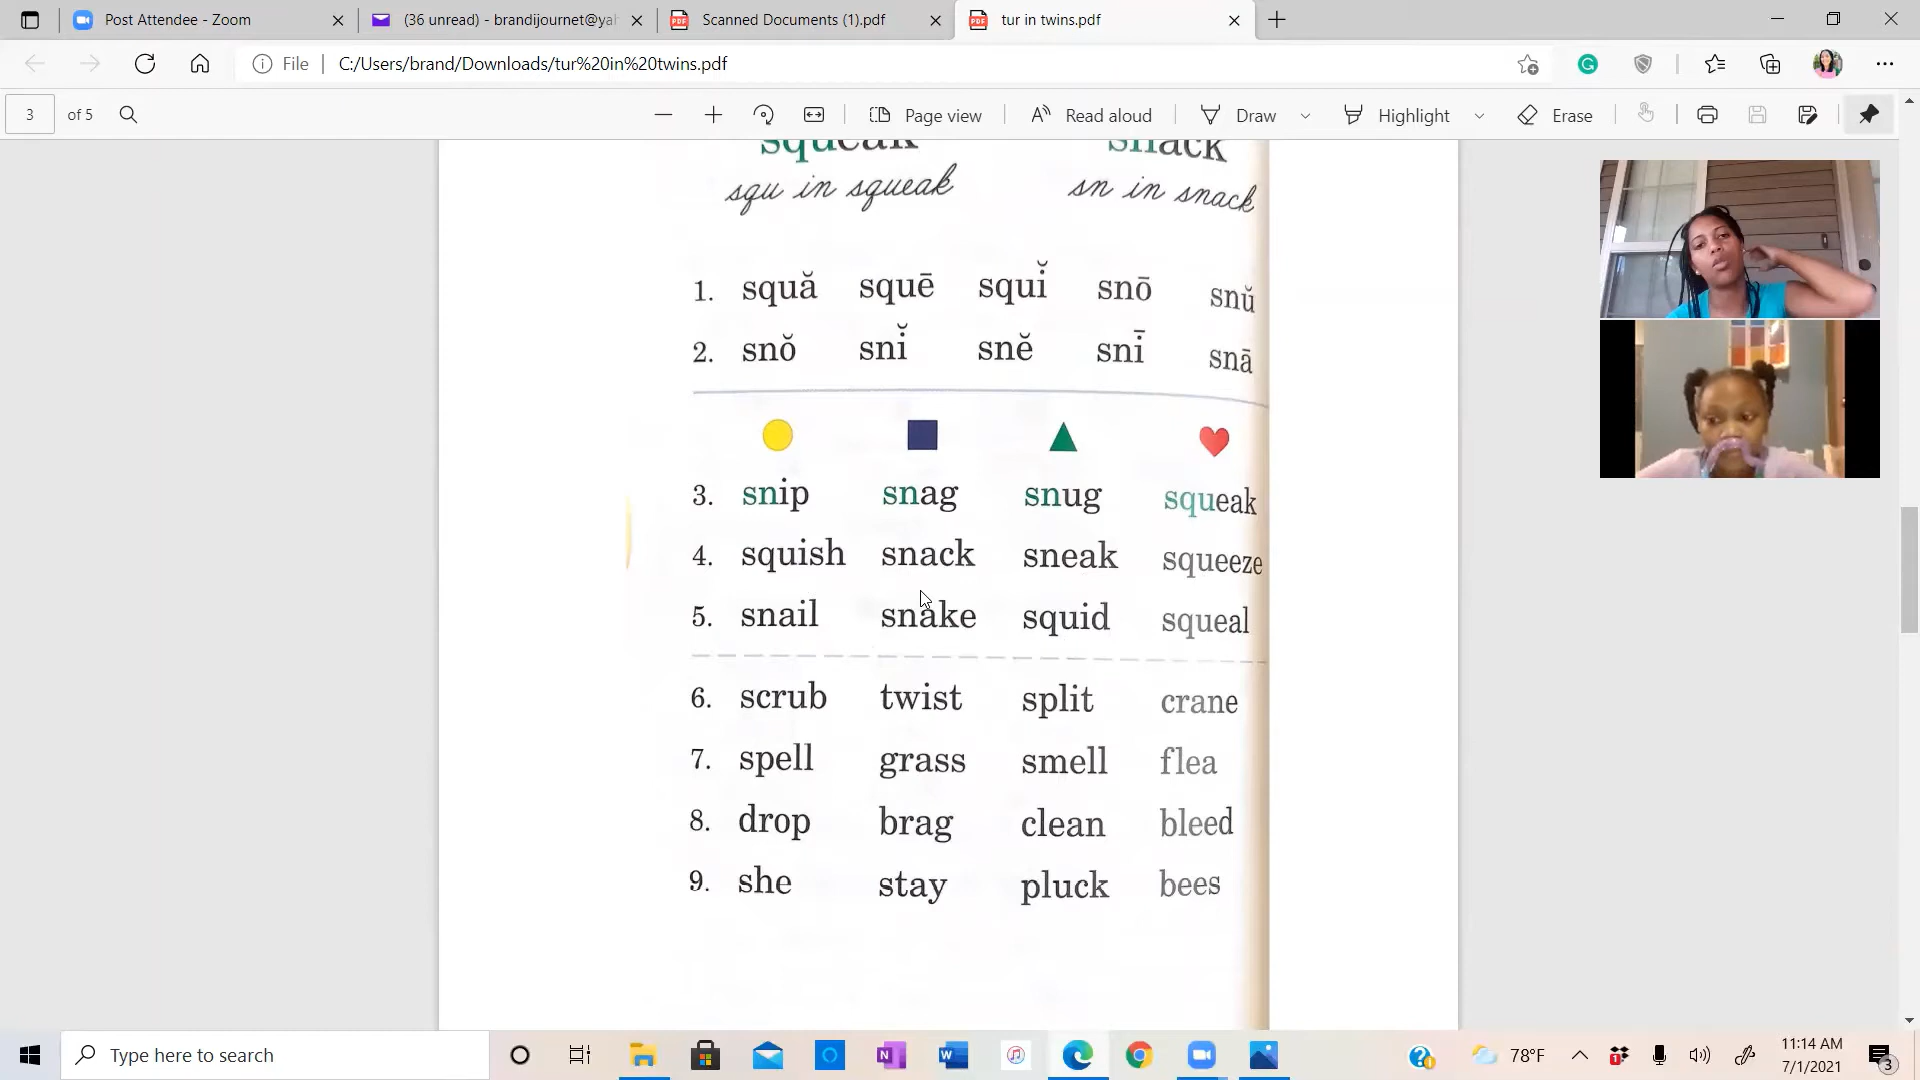 Post Attendee - Zoom
(36 unread) - brandijournet@ya
Scanned Documents (1).pdf
tur in twins.pdf
File
C:/Users/brand/Downloads/tur%20in%20twins.pdf
3 of 5
Page view
Read aloud
Draw
Highlight
Erase
squeak snack
squ in squeak sn in snack
1. squă squē squĭ snō snŭ
2. snŏ snĭ snĕ snī snā
3. snip snag snug squeak
4. squish snack sneak squeeze
5. snail snake squid squeal
6. scrub twist split crane
7. spell grass smell flea
8. drop brag clean bleed
9. she stay pluck bees
Type here to search
78°F
11:14 AM
7/1/2021
3